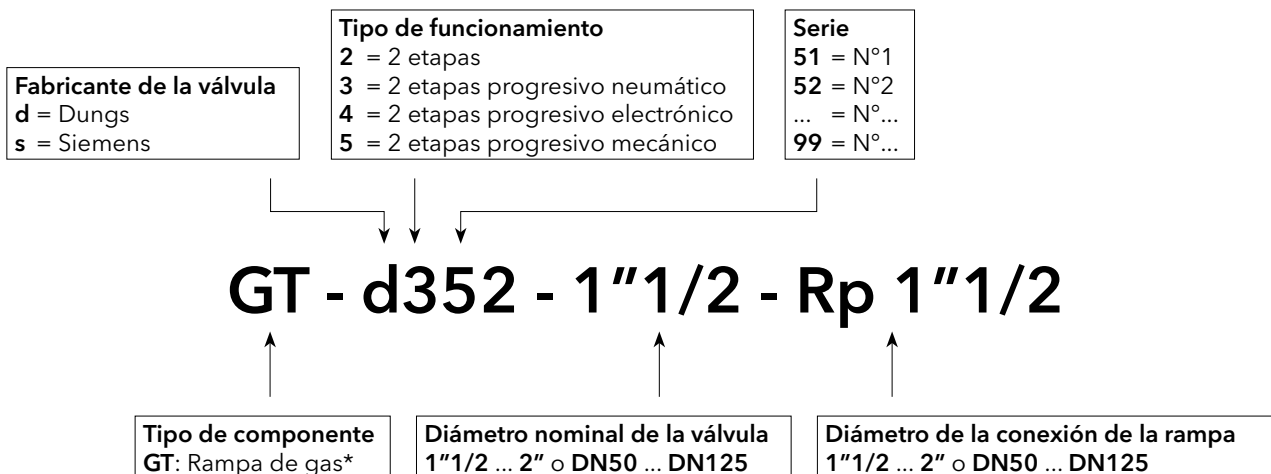 Fabricante de la válvula
d = Dungs
s = Siemens
Tipo de funcionamiento
2 = 2 etapas
3 = 2 etapas progresivo neumático
4 = 2 etapas progresivo electrónico
5 = 2 etapas progresivo mecánico
Serie
51 = N°1
52 = N°2
... = N°...
99 = N°...
GT - d352 - 1"1/2 - Rp 1"1/2
Tipo de componente
GT: Rampa de gas*
Diámetro nominal de la válvula
1"1/2 ... 2" o DN50 ... DN125
Diámetro de la conexión de la rampa
1"1/2 ... 2" o DN50 ... DN125